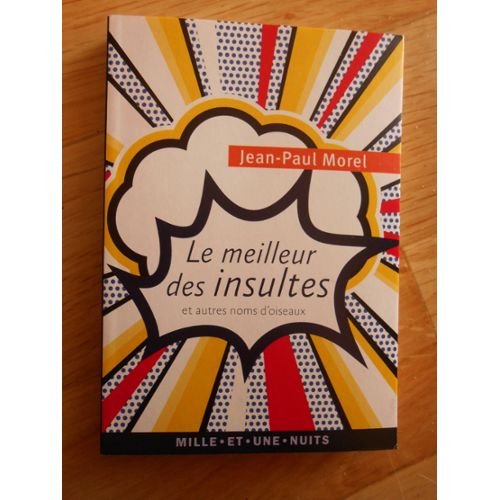 Jean-Paul Morel
Le meilleur
des insultes
et autres noms d'oiseaux
MILLE•ET•UNE•NUITS